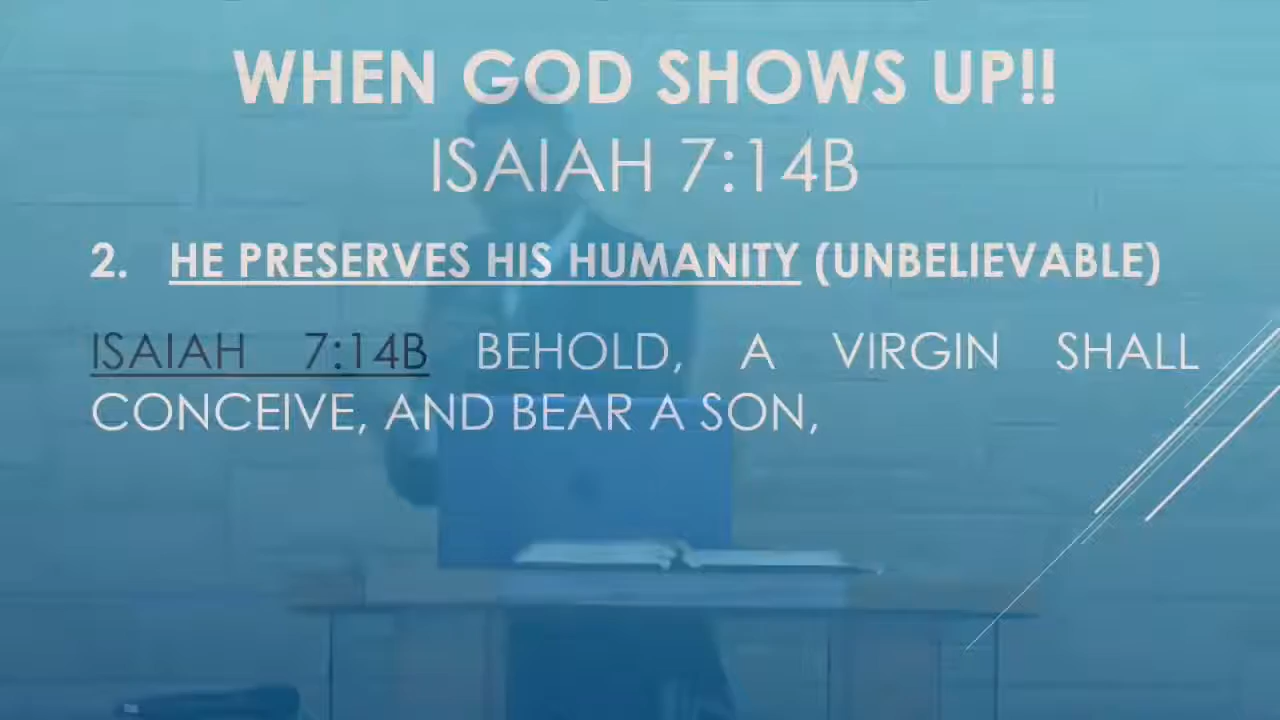 WHEN GOD SHOWS UP!!
ISAIAH 7:14B
2. HE PRESERVES HIS HUMANITY (UNBELIEVABLE)
ISAIAH 7:14B BEHOLD, A VIRGIN SHALL
CONCEIVE, AND BEAR A SON,